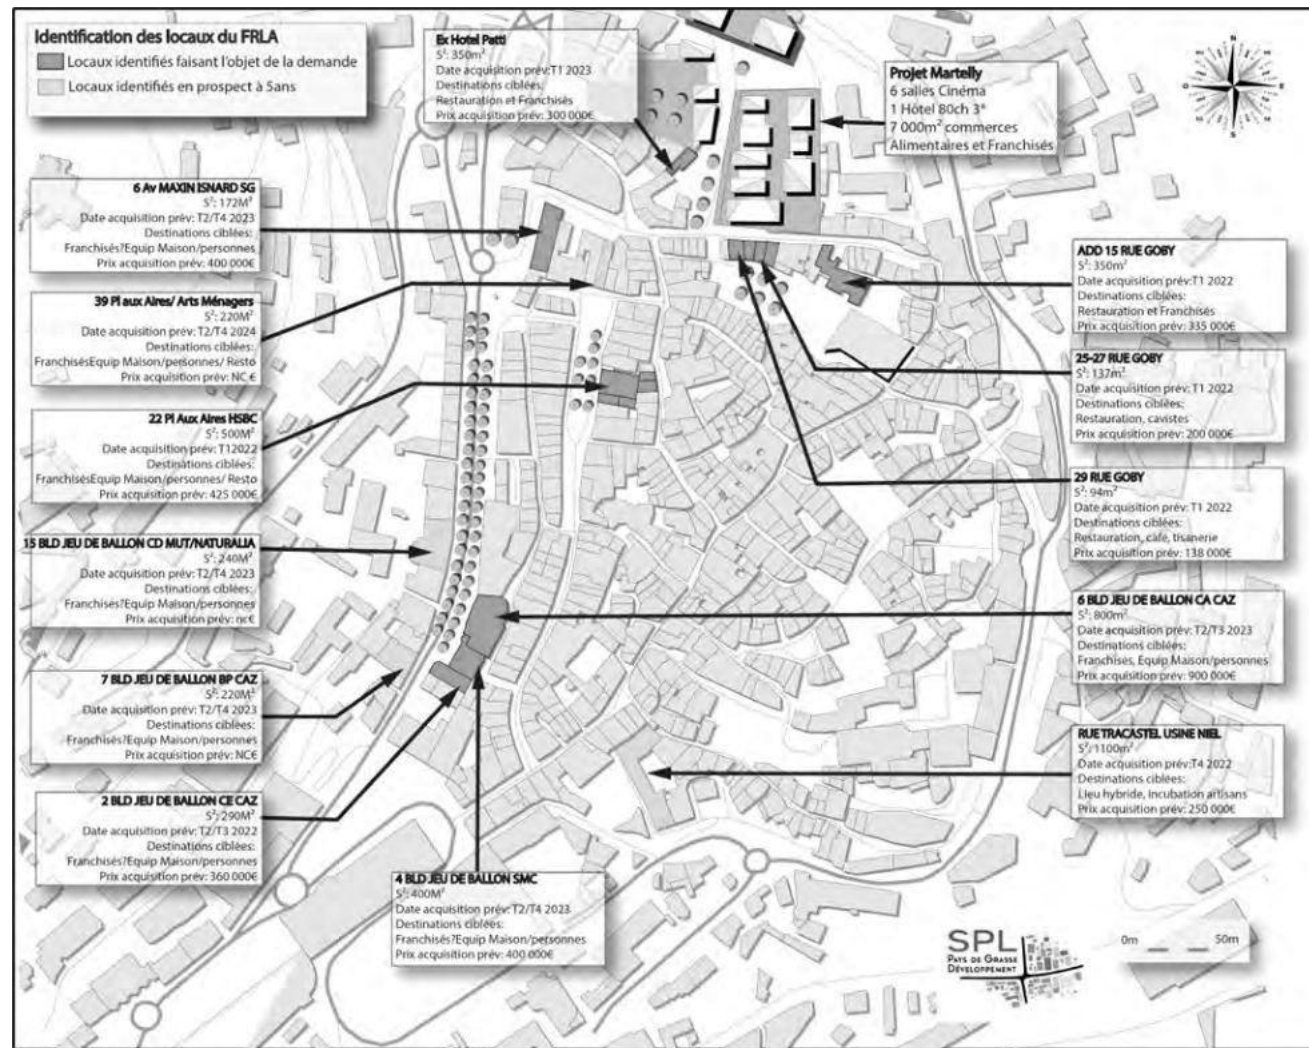 Identification des locaux du FRLA
Locaux identifiés faisant l'objet de la demande
Locaux identifiés en prospect à 5ans
Ex Hotel Patti
S²: 350m²
Date acquisition prév:T1 2023
Destinations ciblées:
Restauration et Franchisés
Prix acquisition prév: 300 000€
Projet Martelly
6 salles Cinéma
1 Hôtel 80ch 3*
7 000m² commerces
Alimentaires et Franchisés
N
E
S
O
6 Av MAXIN ISNARD SG
S²: 172M²
Date acquisition prév: T2/T4 2023
Destinations ciblées:
Franchisés?Equip Maison/personnes
Prix acquisition prév: 400 000€
39 Pl aux Aires/ Arts Ménagers
S²: 220M²
Date acquisition prév: T2/T4 2024
Destinations ciblées:
FranchisésEquip Maison/personnes/ Resto
Prix acquisition prév: NC €
22 Pl Aux Aires HSBC
S²: 500M²
Date acquisition prév: T12022
Destinations ciblées:
FranchisésEquip Maison/personnes/ Resto
Prix acquisition prév: 425 000€
15 BLD JEU DE BALLON CD MUT/NATURALIA
S²: 240M²
Date acquisition prév: T2/T4 2023
Destinations ciblées:
Franchisés?Equip Maison/personnes
Prix acquisition prév: nc€
7 BLD JEU DE BALLON BP CAZ
S²: 220M²
Date acquisition prév: T2/T4 2023
Destinations ciblées:
Franchisés?Equip Maison/personnes
Prix acquisition prév: NC€
2 BLD JEU DE BALLON CE CAZ
S²: 290M²
Date acquisition prév: T2/T3 2022
Destinations ciblées:
Franchisés?Equip Maison/personnes
Prix acquisition prév: 360 000€
4 BLD JEU DE BALLON SMC
S²: 400M²
Date acquisition prév: T2/T4 2023
Destinations ciblées:
Franchisés?Equip Maison/personnes
Prix acquisition prév: 400 000€
ADD 15 RUE GOBY
S²: 350m²
Date acquisition prév:T1 2022
Destinations ciblées:
Restauration et Franchisés
Prix acquisition prév: 335 000€
25-27 RUE GOBY
S²: 137m²
Date acquisition prév:T1 2022
Destinations ciblées:
Restauration, cavistes
Prix acquisition prév: 200 000€
29 RUE GOBY
S²: 94m²
Date acquisition prév: T1 2022
Destinations ciblées:
Restauration, café, tisanerie
Prix acquisition prév: 138 000€
6 BLD JEU DE BALLON CA CAZ
S²: 800m²
Date acquisition prév: T2/T3 2023
Destinations ciblées:
Franchises, Equip Maison/personnes
Prix acquisition prév: 900 000€
RUE TRACASTEL USINE NIEL
S²: 1100m²
Date acquisition prév:T4 2022
Destinations ciblées:
Lieu hybride, incubation artisans
Prix acquisition prév: 250 000€
SPL
PAYS DE GRASSE
DÉVELOPPEMENT
0m 50m